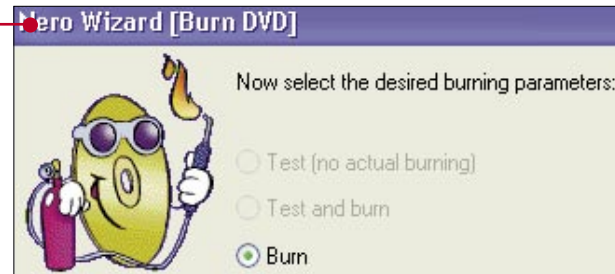 Nero Wizard [Burn DVD]
Now select the desired burning parameters:
Test (no actual burning)
Test and burn
Burn